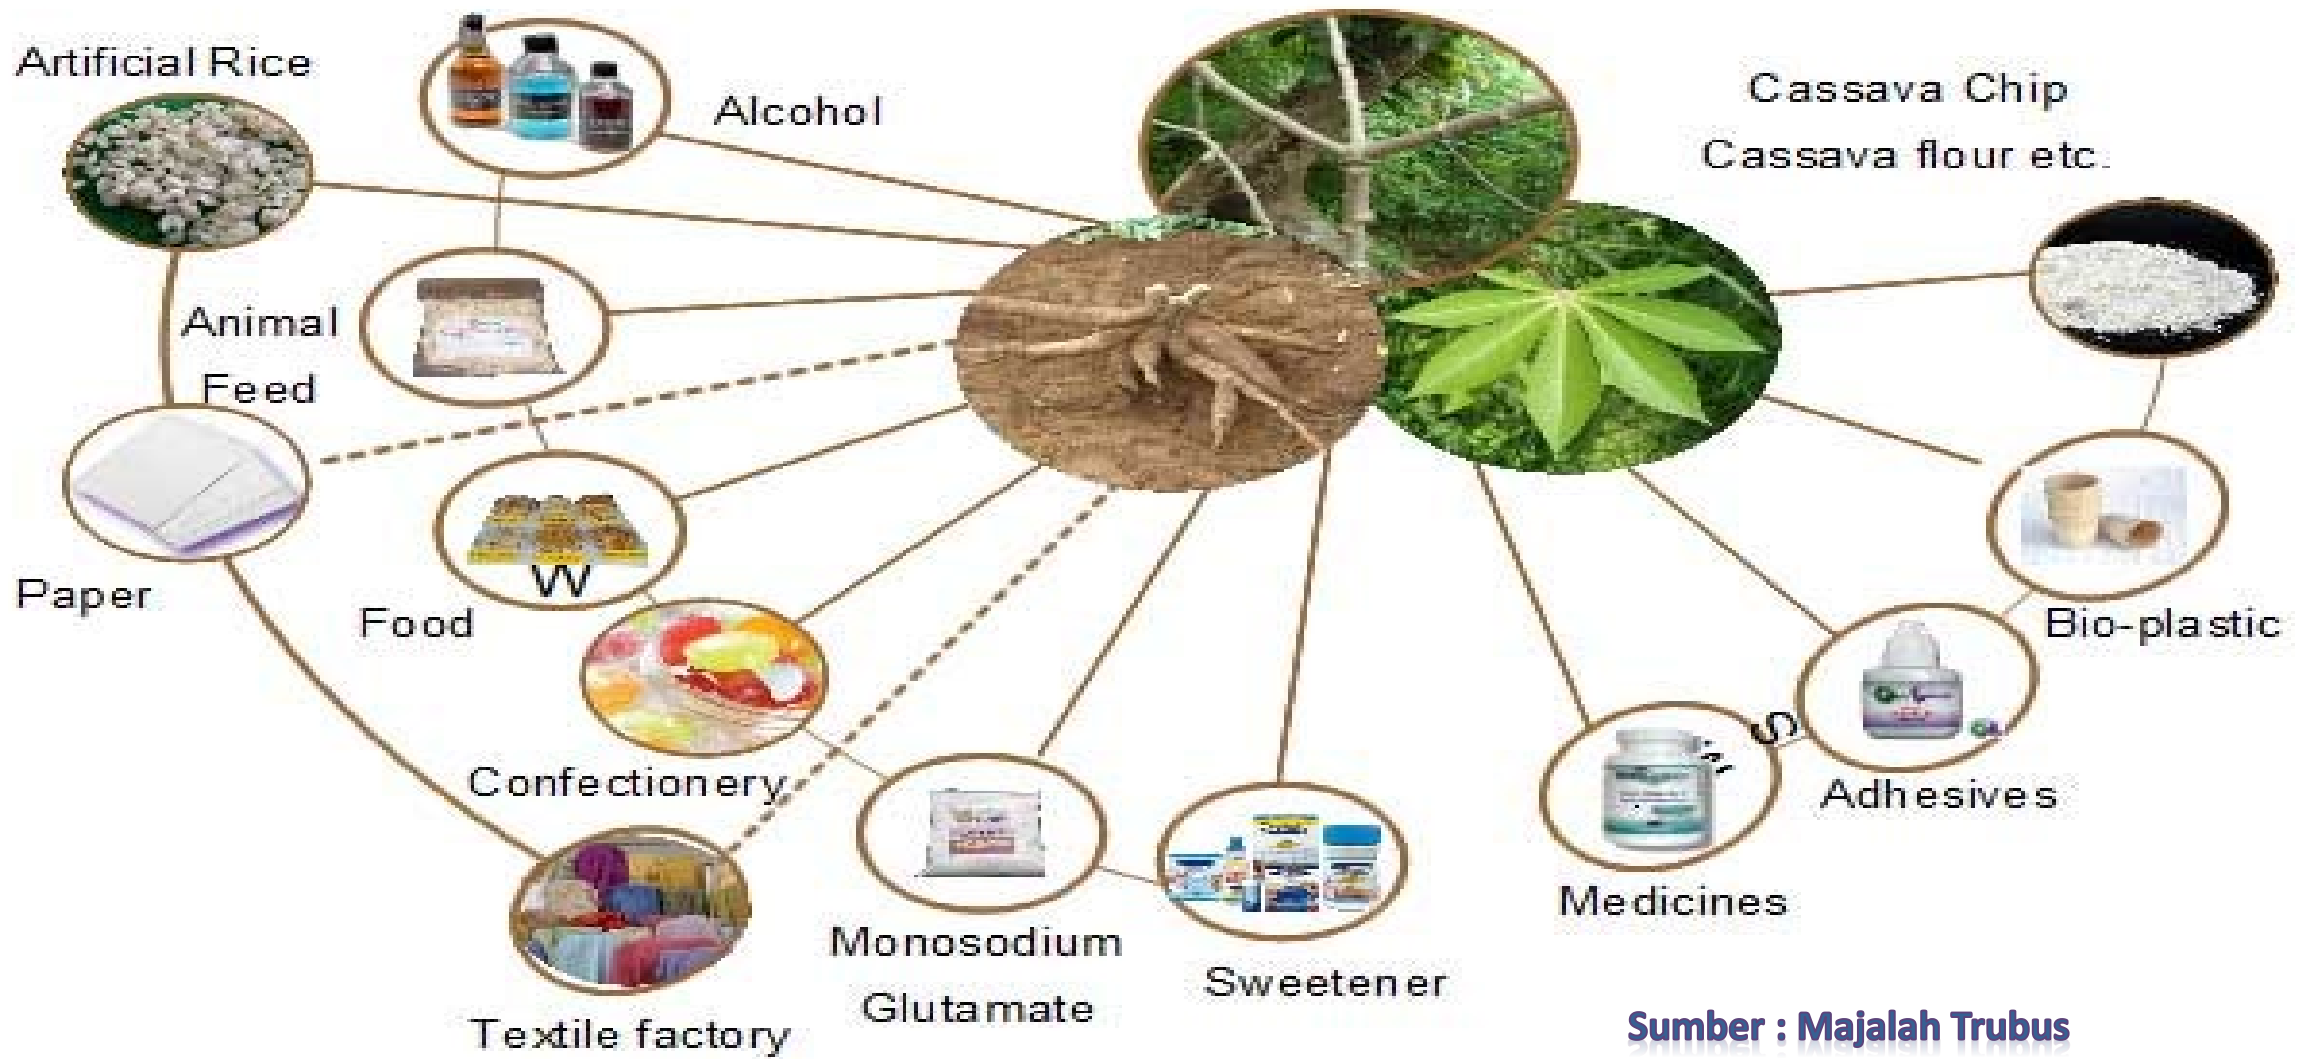 Artificial Rice
Alcohol
Cassava Chip
Cassava flour etc.
Animal
Feed
Paper
Food
W
Bio-plastic
S
Confectionery
Adhesives
Medicines
Monosodium
Glutamate
Sweetener
Textile factory
Sumber : Majalah Trubus